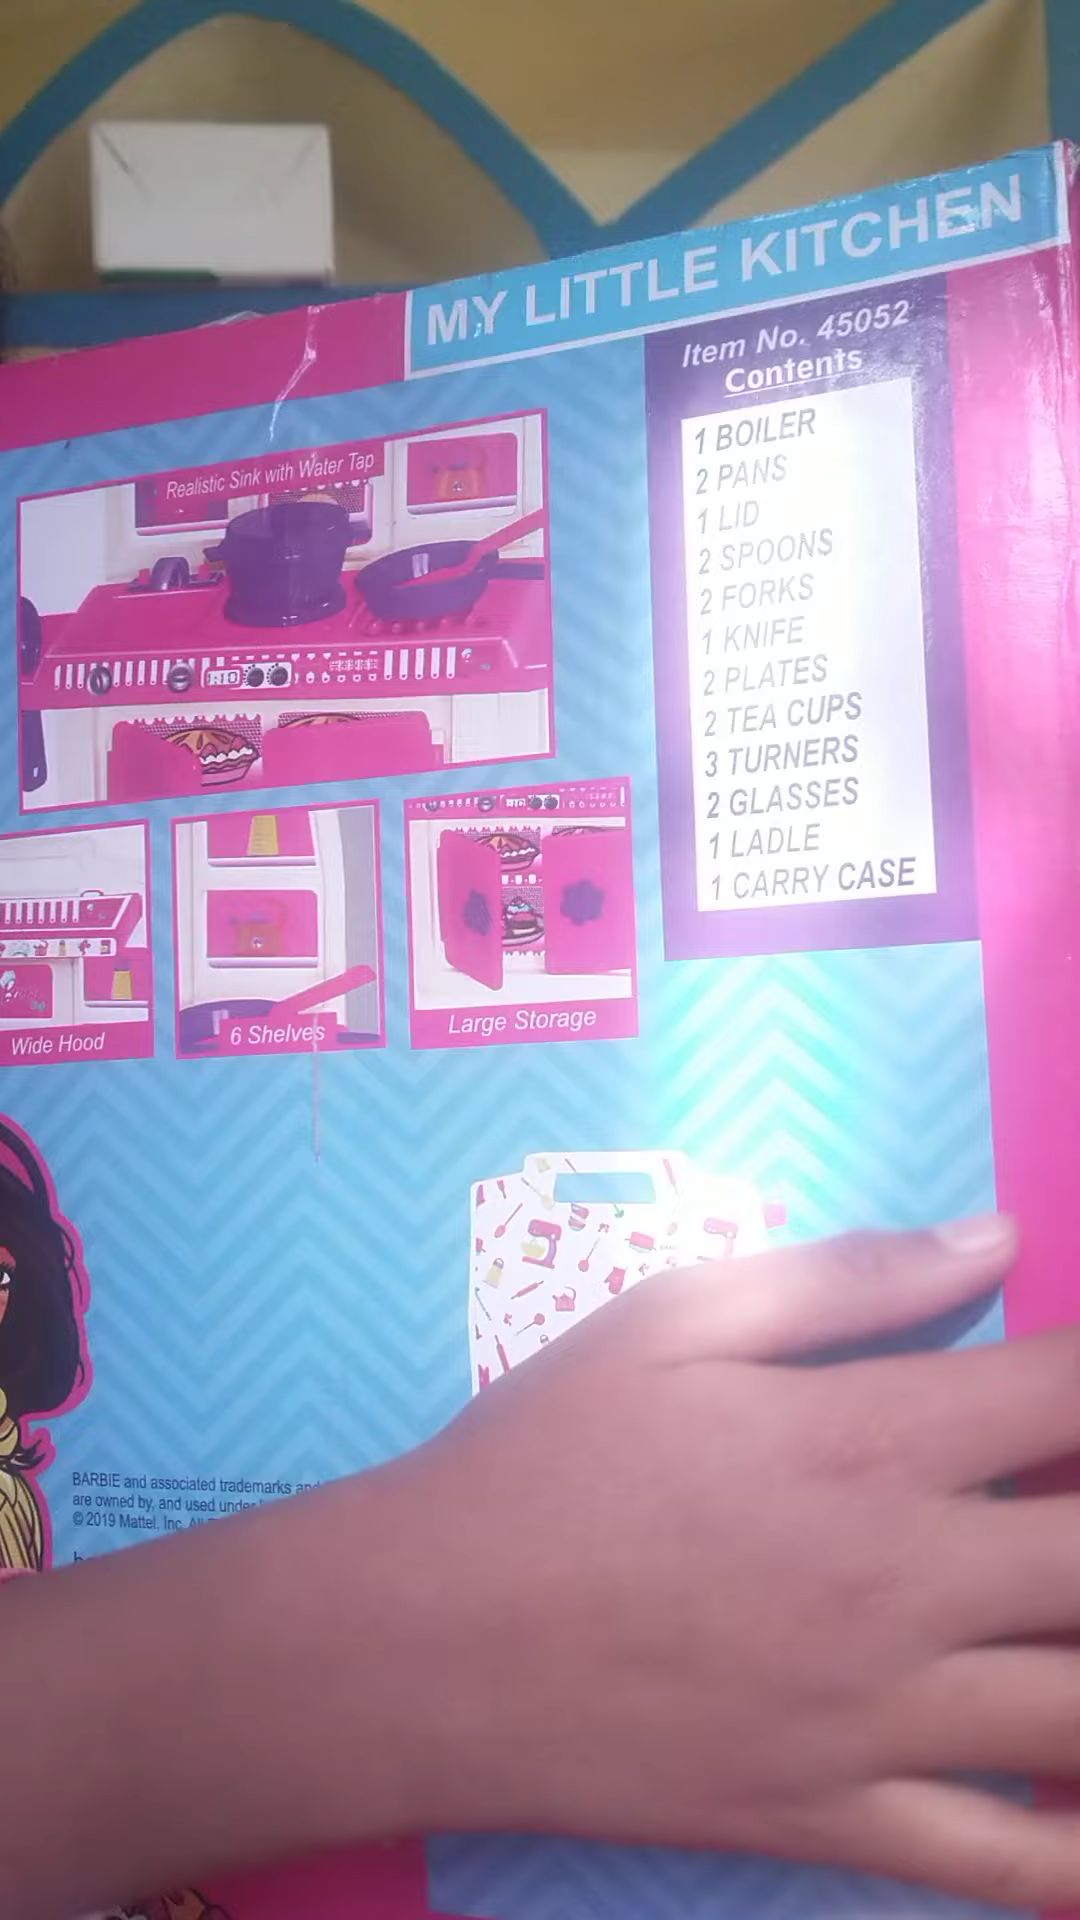 MY LITTLE KITCHEN
Item No. 45052
Contents
1 BOILER
2 PANS
1 LID
2 SPOONS
2 FORKS
1 KNIFE
2 PLATES
2 TEA CUPS
3 TURNERS
2 GLASSES
1 LADLE
1 CARRY CASE
Realistic Sink with Water Tap
Wide Hood
6 Shelves
Large Storage
BARBIE and associated trademarks
are owned by, and used under
© 2019 Mattel, Inc.